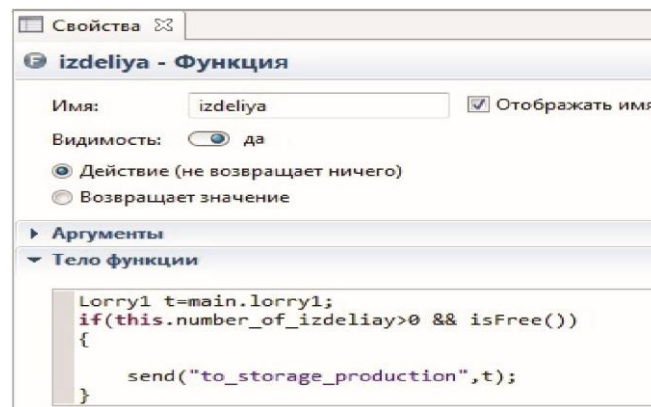 Свойства
izdeliya - Функция
Имя: izdeliya Отображать имя
Видимость: да
Действие (не возвращает ничего)
Возвращает значение
Аргументы
Тело функции
Lorry1 t=main.lorry1;
if(this.number_of_izdeliay>0 && isFree())
{
send("to_storage_production",t);
}